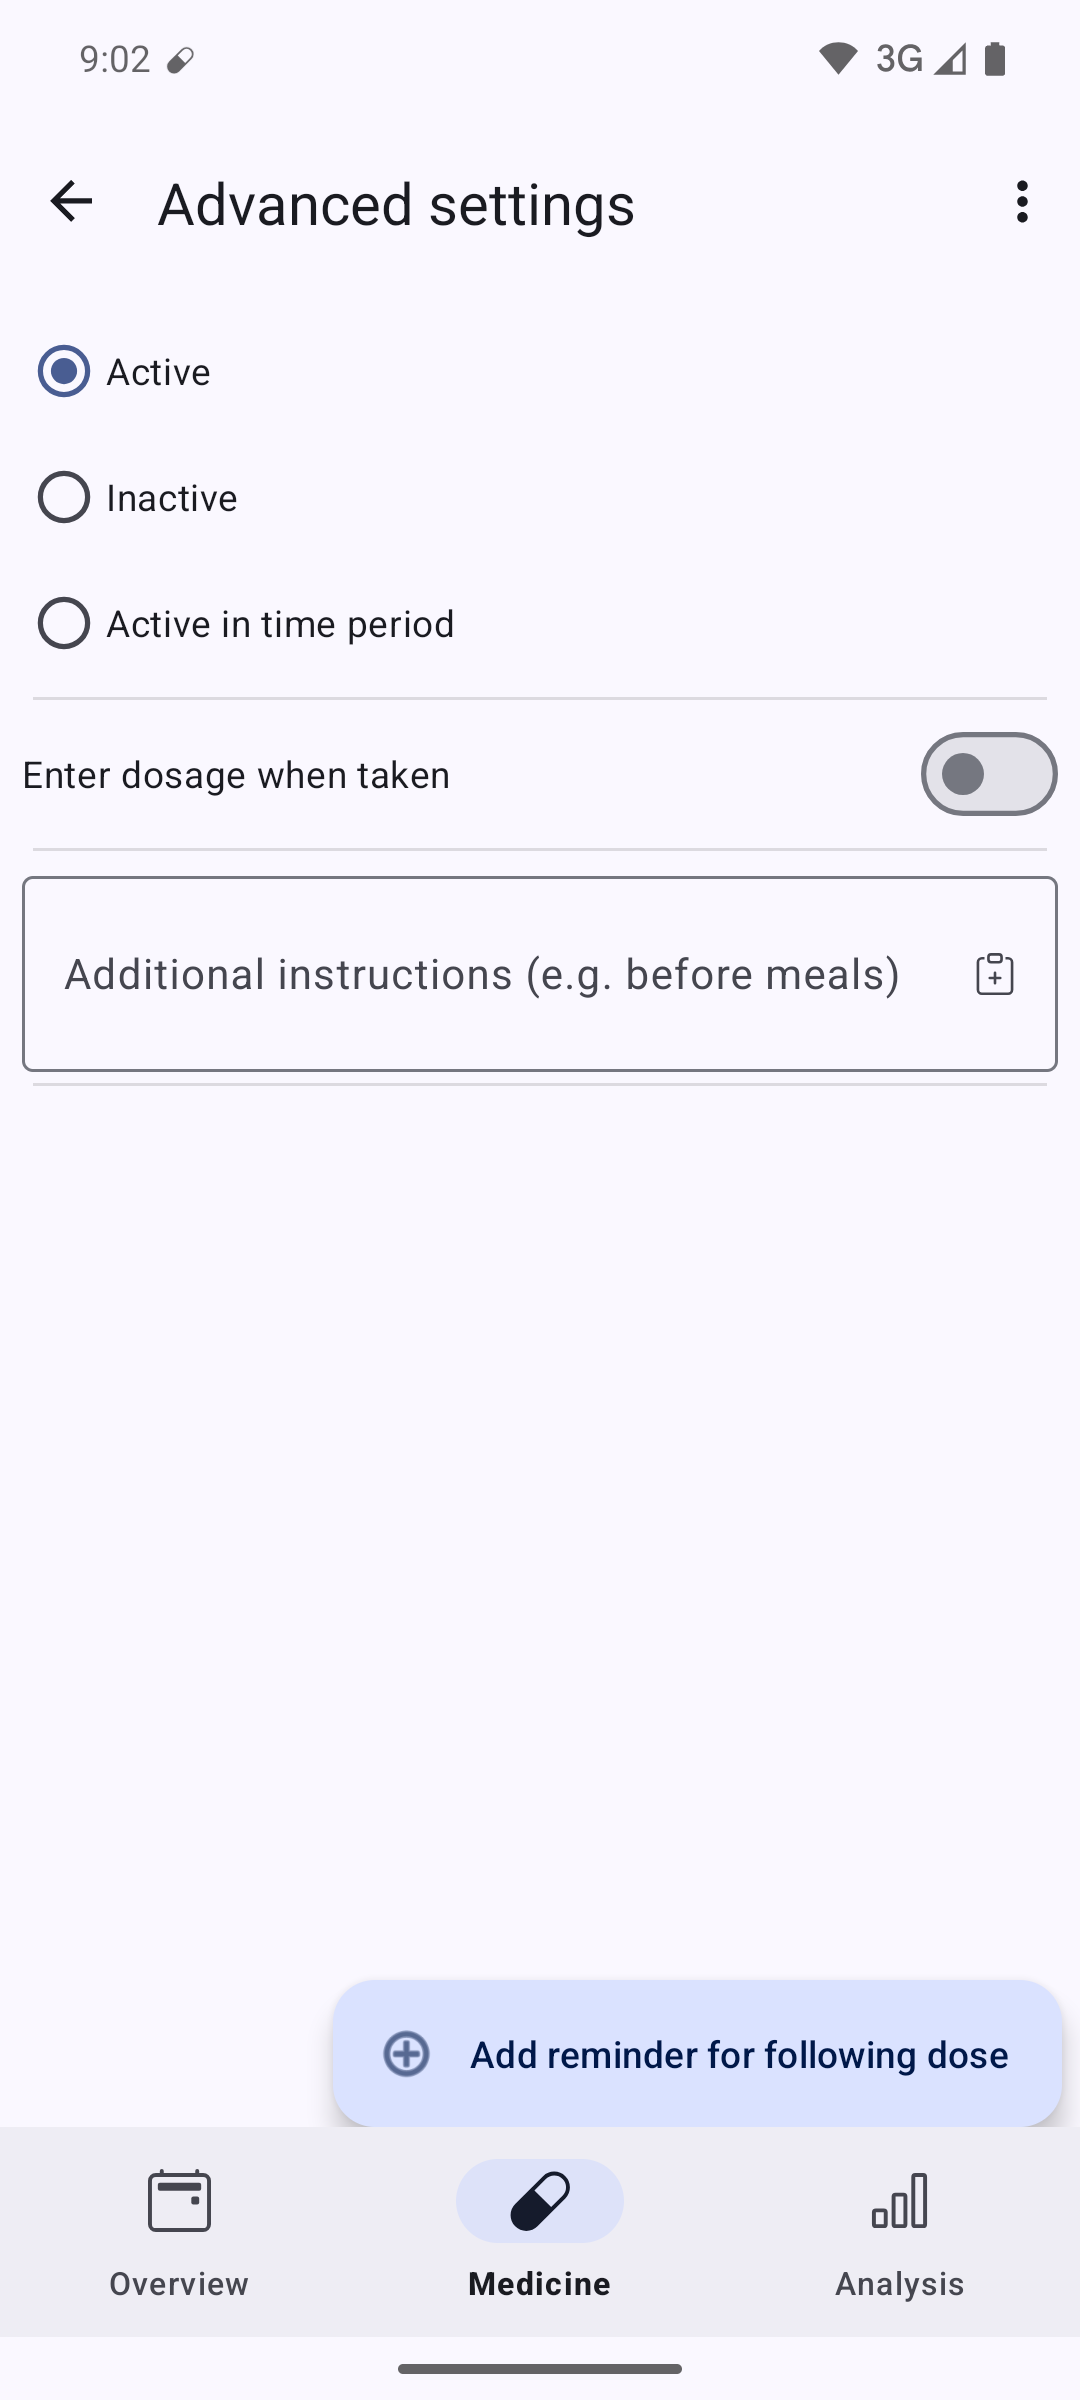 9:02
3G
Advanced settings
Active
Inactive
Active in time period
Enter dosage when taken
Additional instructions (e.g. before meals)
Add reminder for following dose
Overview
Medicine
Analysis